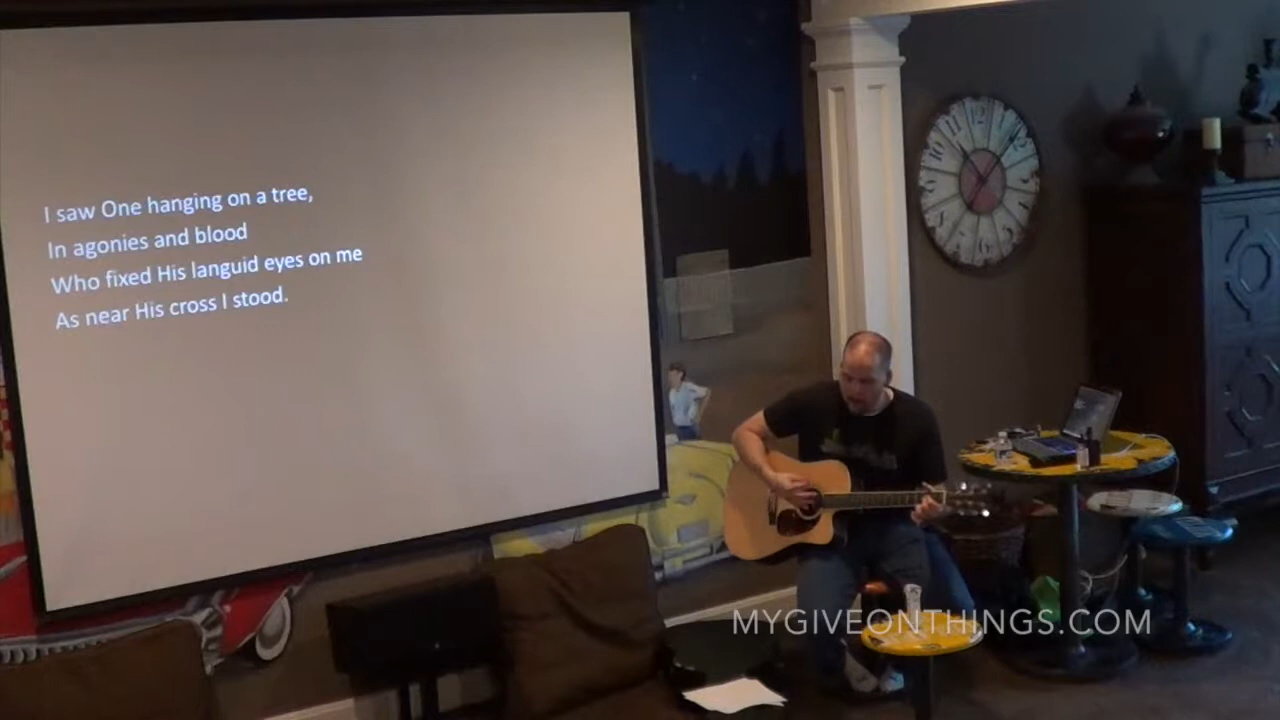 I saw One hanging on a tree,
In agonies and blood
Who fixed His languid eyes on me
As near His cross I stood.
MYGIVEONTHINGS.COM